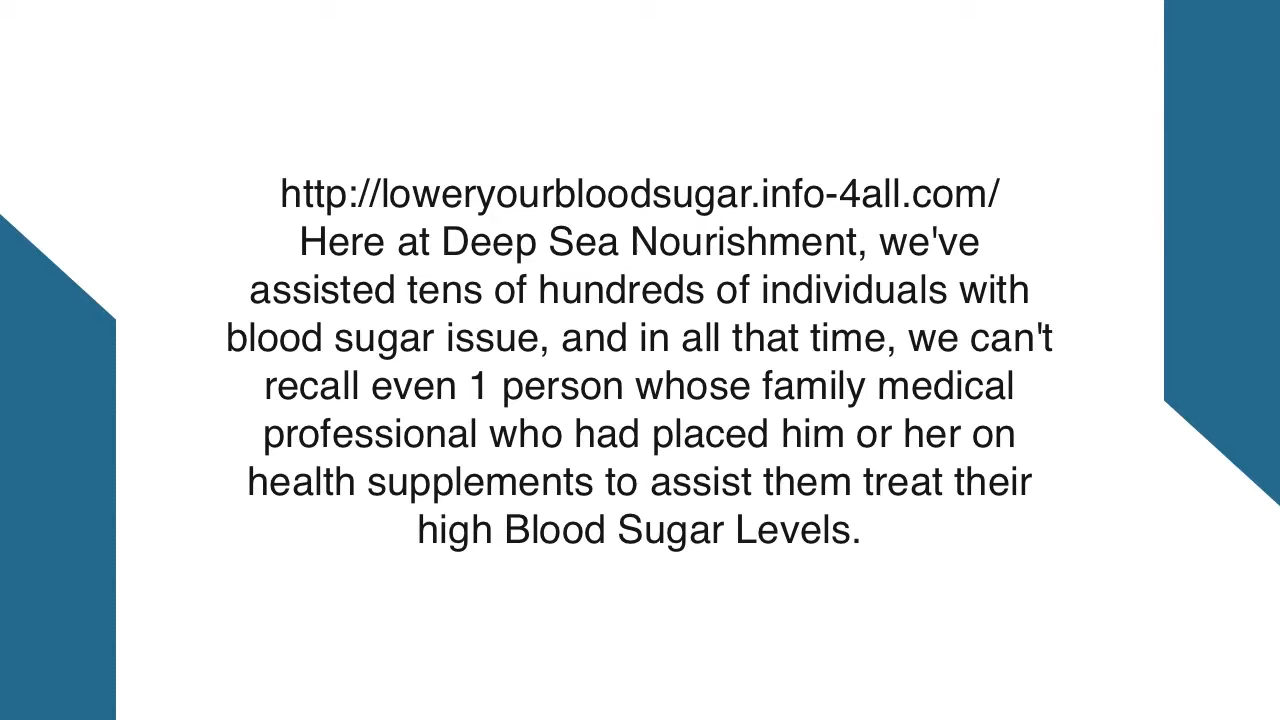 http://loweryourbloodsugar.info-4all.com/
Here at Deep Sea Nourishment, we've
assisted tens of hundreds of individuals with
blood sugar issue, and in all that time, we can't
recall even 1 person whose family medical
professional who had placed him or her on
health supplements to assist them treat their
high Blood Sugar Levels.